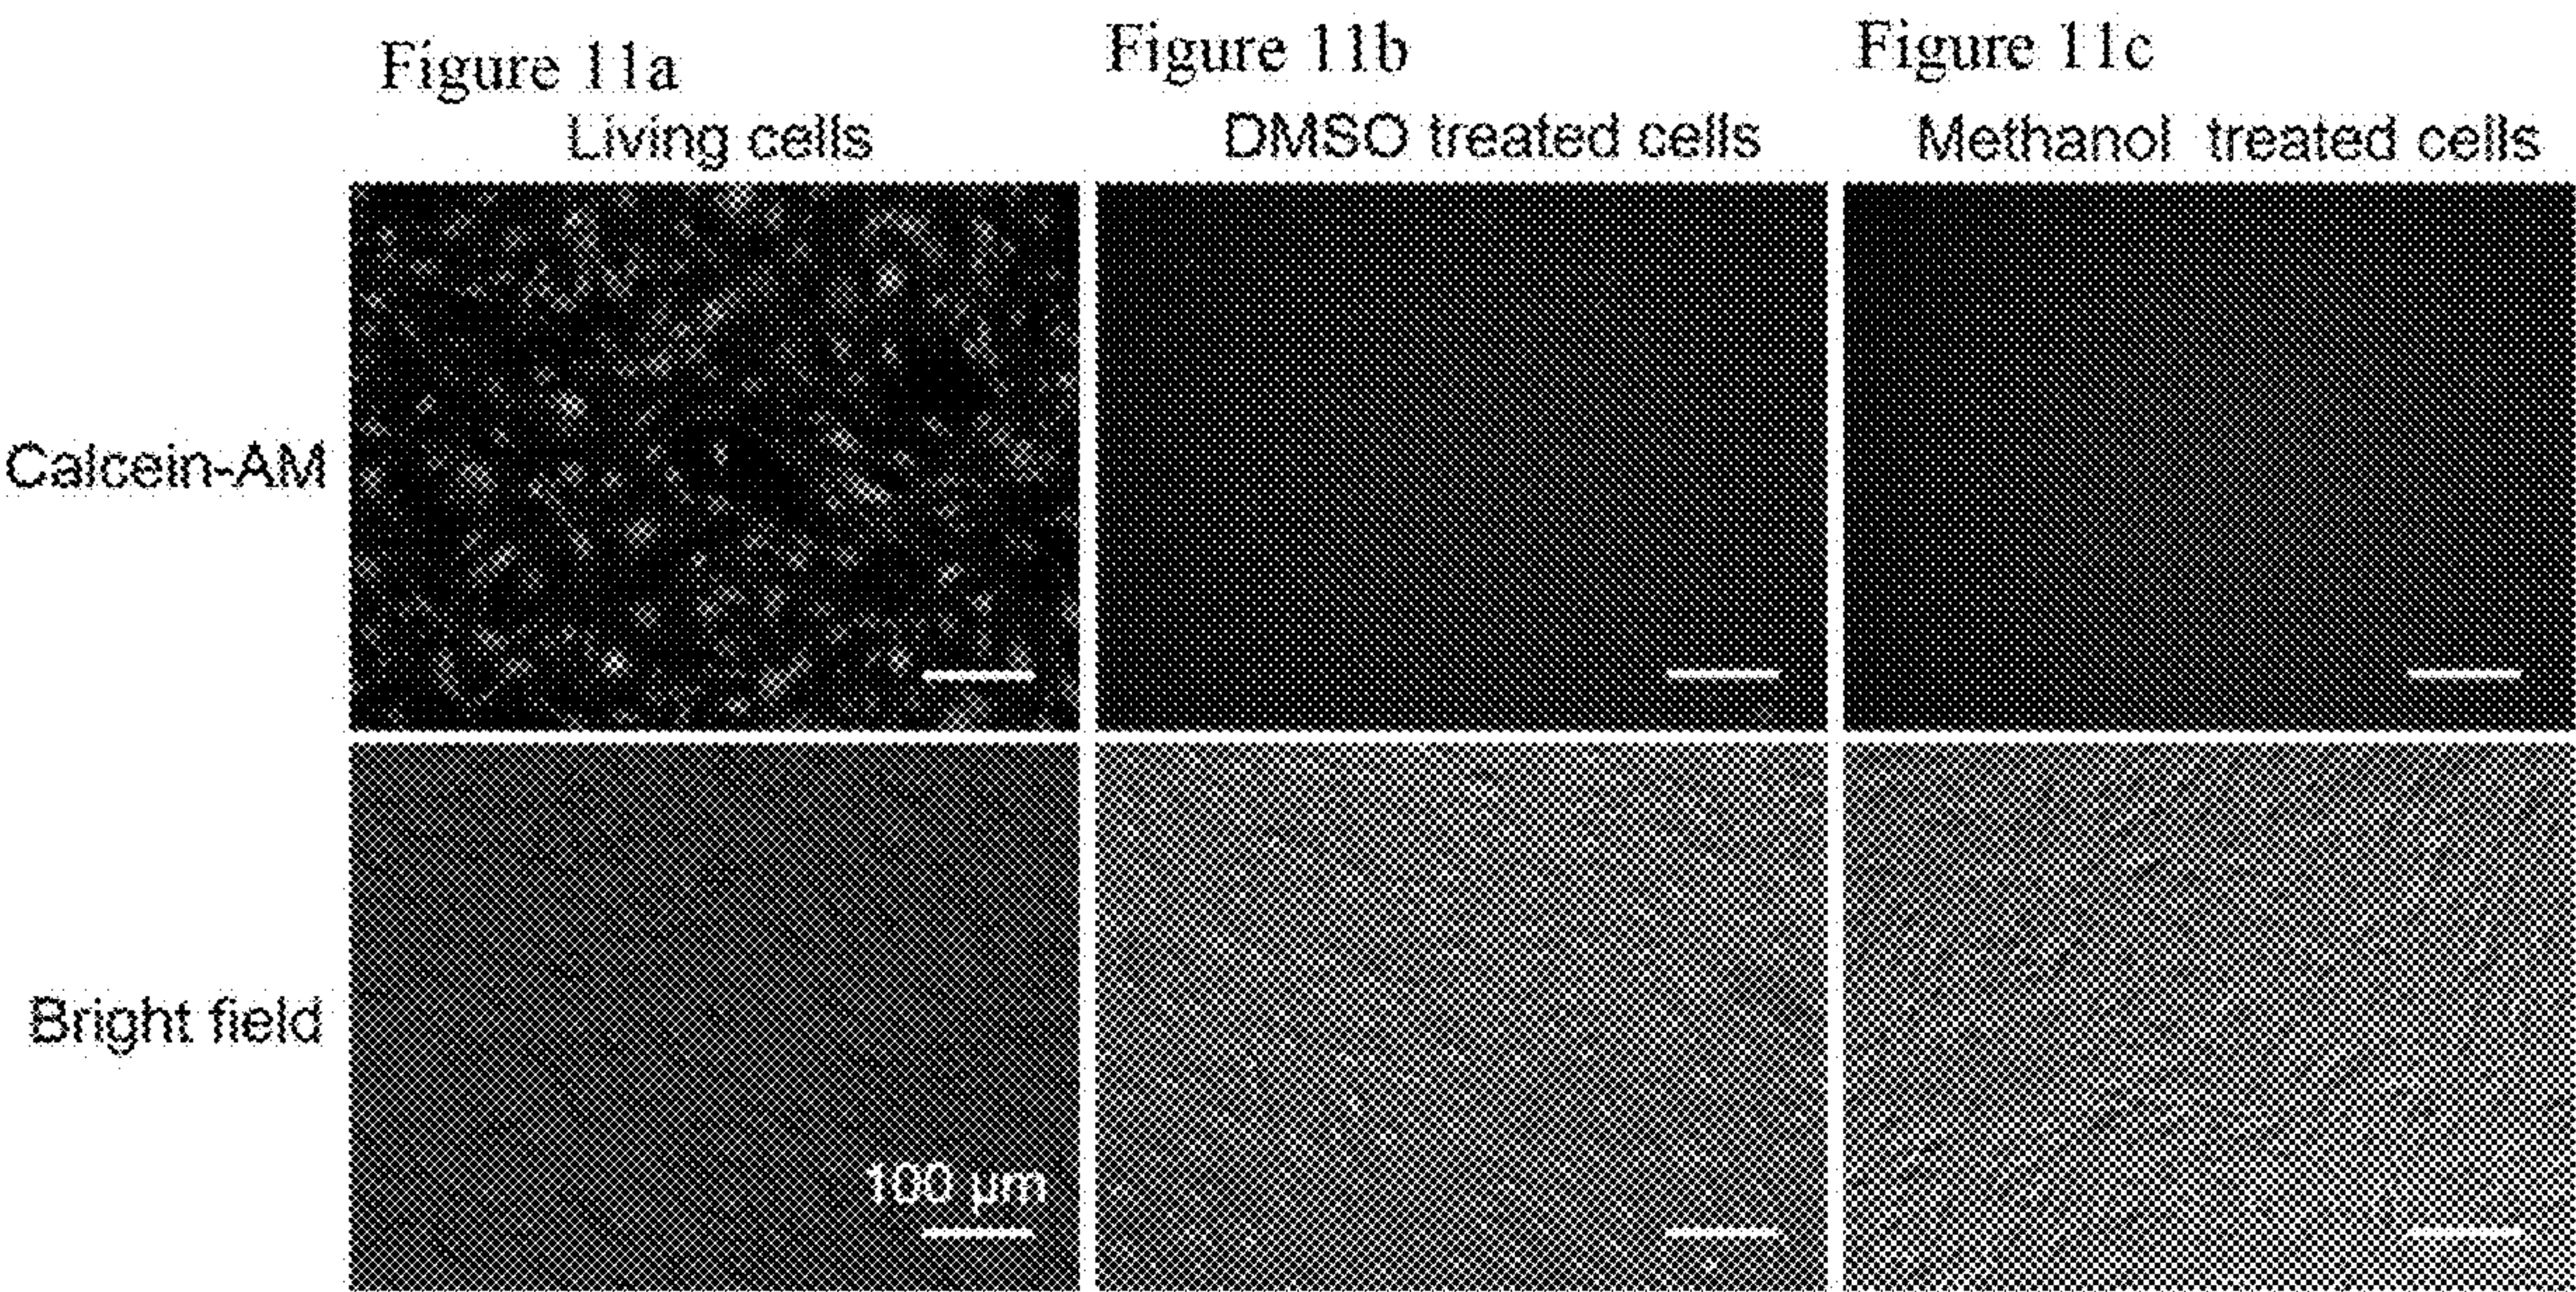 Figure 11a
Figure 11b
Figure 11c
Living cells
DMSO treated cells
Methanol treated cells
Calcein-AM
Bright field
100 µm